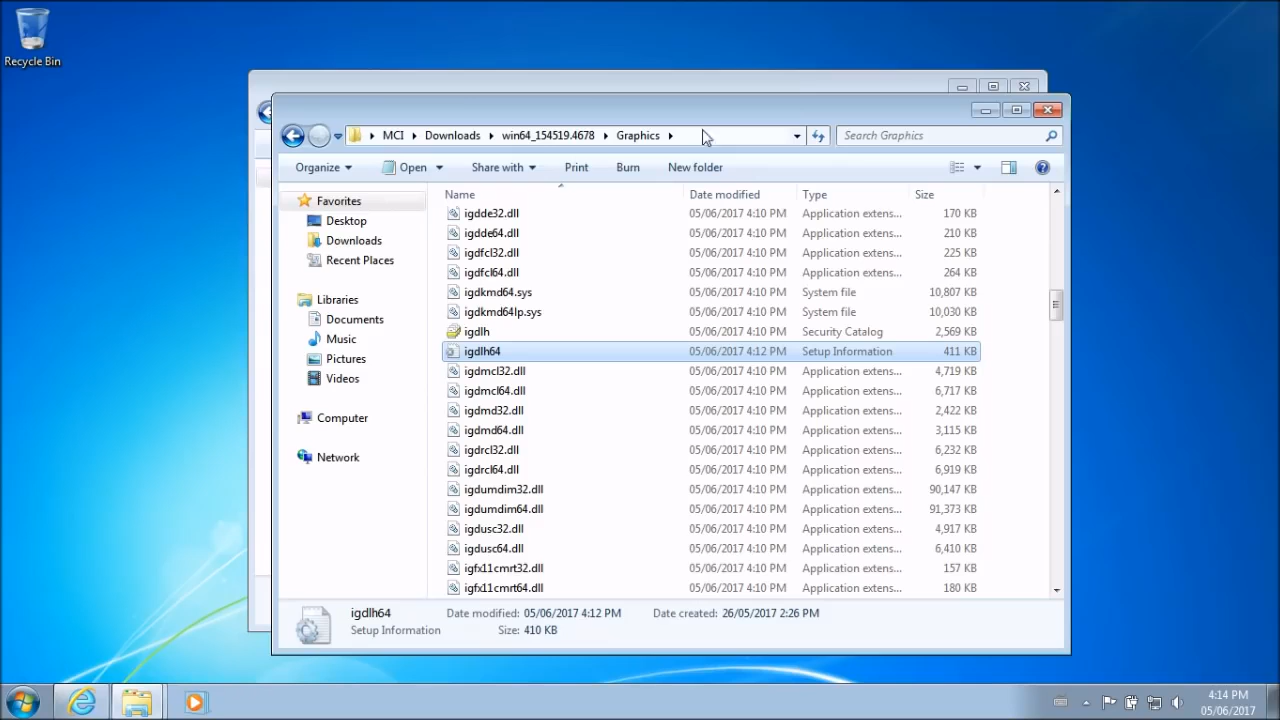 Recycle Bin
MCI Downloads win64_154519.4678 Graphics
Search Graphics
Organize Open Share with Print Burn New folder
Favorites
Desktop
Downloads
Recent Places
Libraries
Documents
Music
Pictures
Videos
Computer
Network
Name Date modified Type Size
igdde32.dll 05/06/2017 4:10 PM Application extens... 170 KB
igdde64.dll 05/06/2017 4:10 PM Application extens... 210 KB
igdfcl32.dll 05/06/2017 4:10 PM Application extens... 225 KB
igdfcl64.dll 05/06/2017 4:10 PM Application extens... 264 KB
igdkmd64.sys 05/06/2017 4:10 PM System file 10,807 KB
igdkmd64lp.sys 05/06/2017 4:10 PM System file 10,030 KB
igdlh 05/06/2017 4:10 PM Security Catalog 2,569 KB
igdlh64 05/06/2017 4:12 PM Setup Information 411 KB
igdmcl32.dll 05/06/2017 4:10 PM Application extens... 4,719 KB
igdmcl64.dll 05/06/2017 4:10 PM Application extens... 6,717 KB
igdmd32.dll 05/06/2017 4:10 PM Application extens... 2,422 KB
igdmd64.dll 05/06/2017 4:10 PM Application extens... 3,115 KB
igdrcl32.dll 05/06/2017 4:10 PM Application extens... 6,232 KB
igdrcl64.dll 05/06/2017 4:10 PM Application extens... 6,919 KB
igdumdim32.dll 05/06/2017 4:10 PM Application extens... 90,147 KB
igdumdim64.dll 05/06/2017 4:10 PM Application extens... 91,373 KB
igdusc32.dll 05/06/2017 4:10 PM Application extens... 4,917 KB
igdusc64.dll 05/06/2017 4:10 PM Application extens... 6,410 KB
igfx11cmrt32.dll 05/06/2017 4:10 PM Application extens... 157 KB
igfx11cmrt64.dll 05/06/2017 4:10 PM Application extens... 180 KB
igdlh64 Date modified: 05/06/2017 4:12 PM Date created: 26/05/2017 2:26 PM
Setup Information Size: 410 KB
4:14 PM
05/06/2017